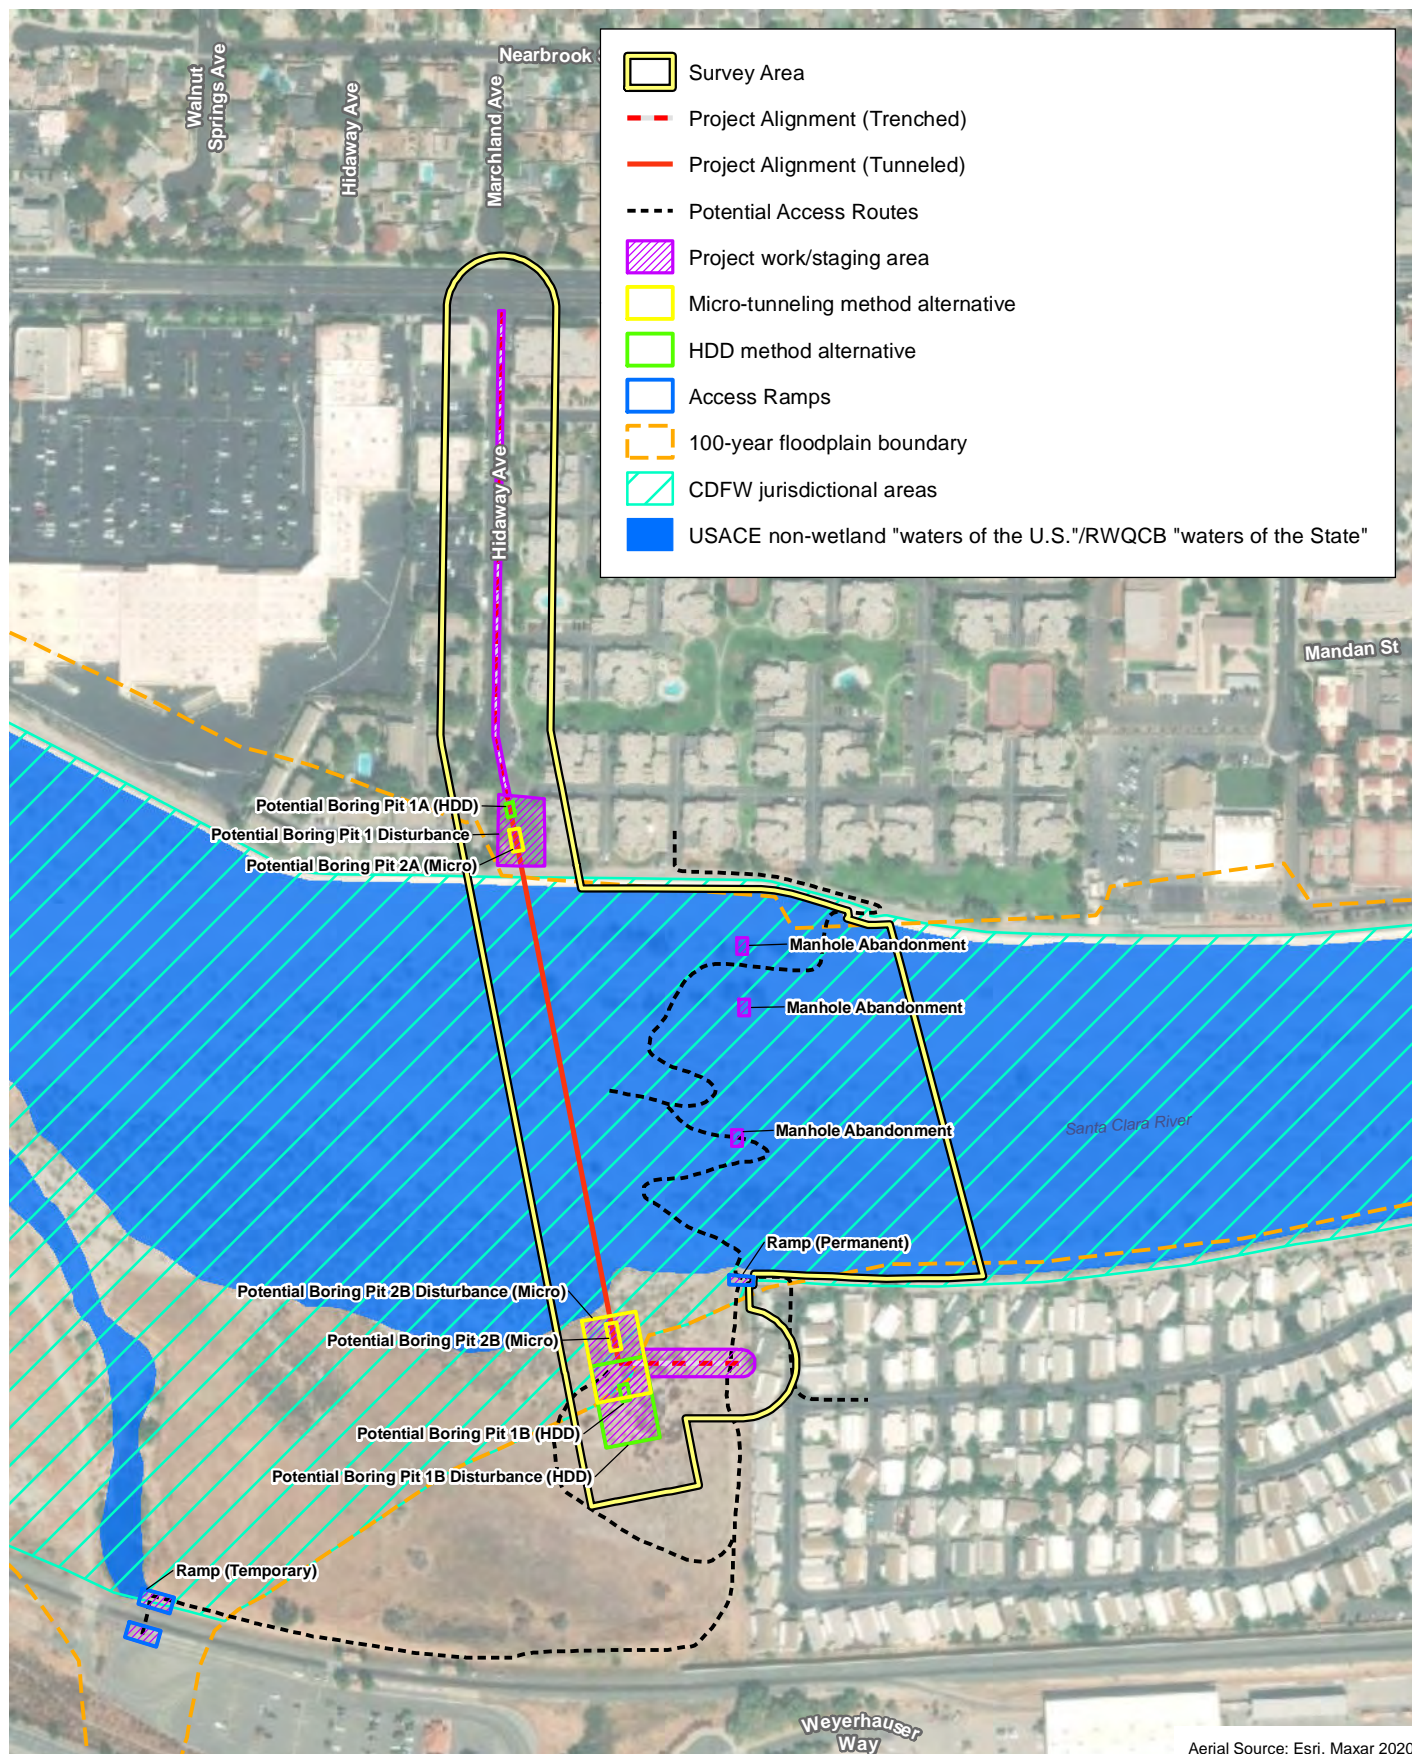 Nearbrook S
Walnut
Springs Ave
Hidaway Ave
Marchland Ave
Survey Area
Project Alignment (Trenched)
Project Alignment (Tunneled)
Potential Access Routes
Project work/staging area
Micro-tunneling method alternative
HDD method alternative
Access Ramps
100-year floodplain boundary
CDFW jurisdictional areas
USACE non-wetland "waters of the U.S."/RWQCB "waters of the State"
Hidaway Ave
Mandan St
Potential Boring Pit 1A (HDD)
Potential Boring Pit 1 Disturbance
Potential Boring Pit 2A (Micro)
Manhole Abandonment
Manhole Abandonment
Manhole Abandonment
Santa Clara River
Ramp (Permanent)
Potential Boring Pit 2B Disturbance (Micro)
Potential Boring Pit 2B (Micro)
Potential Boring Pit 1B (HDD)
Potential Boring Pit 1B Disturbance (HDD)
Ramp (Temporary)
Weyerhauser
Way
Aerial Source: Esri, Maxar 2020